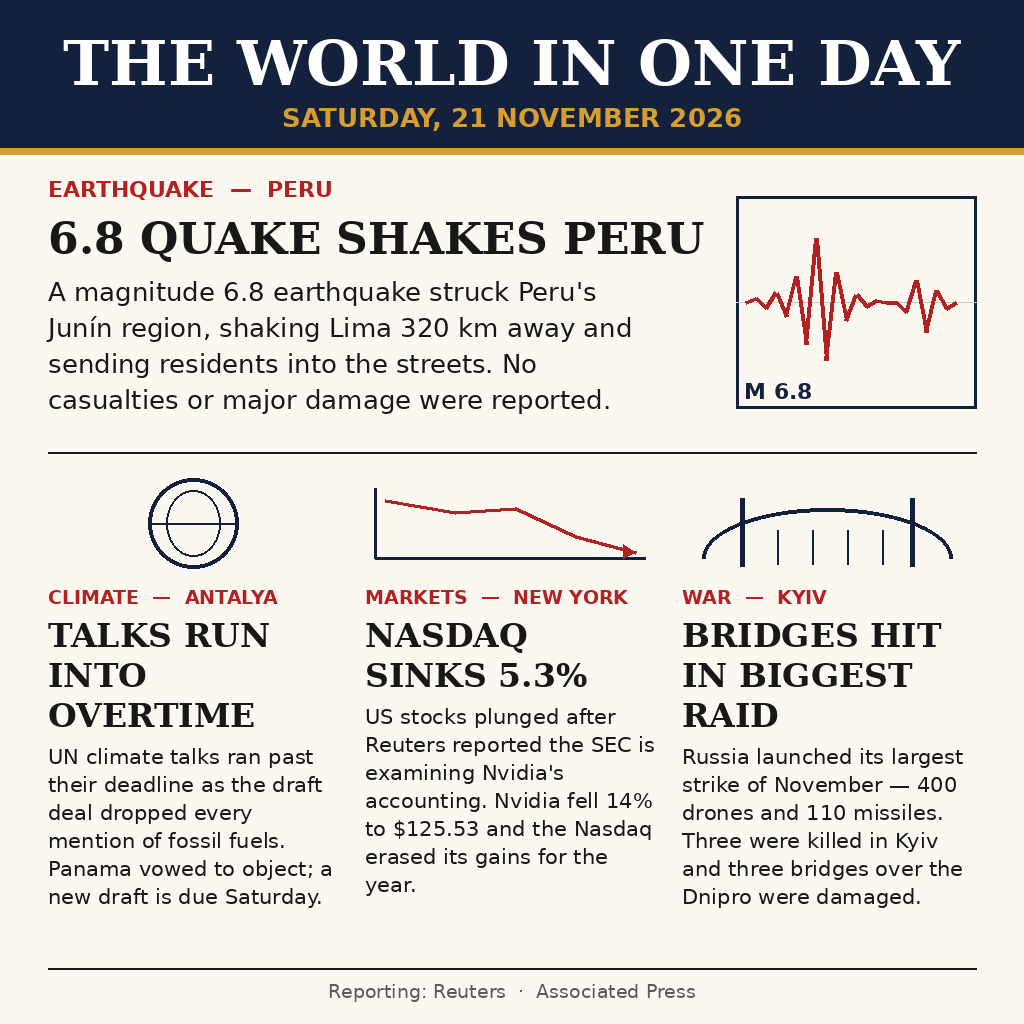 THE WORLD IN ONE DAY
SATURDAY, 21 NOVEMBER 2026
EARTHQUAKE — PERU
6.8 QUAKE SHAKES PERU
A magnitude 6.8 earthquake struck Peru's
Junín region, shaking Lima 320 km away and
sending residents into the streets. No
casualties or major damage were reported.
M 6.8
CLIMATE — ANTALYA
TALKS RUN
INTO
OVERTIME
UN climate talks ran past
their deadline as the draft
deal dropped every
mention of fossil fuels.
Panama vowed to object; a
new draft is due Saturday.
MARKETS — NEW YORK
NASDAQ
SINKS 5.3%
US stocks plunged after
Reuters reported the SEC is
examining Nvidia's
accounting. Nvidia fell 14%
to $125.53 and the Nasdaq
erased its gains for the
year.
WAR — KYIV
BRIDGES HIT
IN BIGGEST
RAID
Russia launched its largest
strike of November — 400
drones and 110 missiles.
Three were killed in Kyiv
and three bridges over the
Dnipro were damaged.
Reporting: Reuters · Associated Press